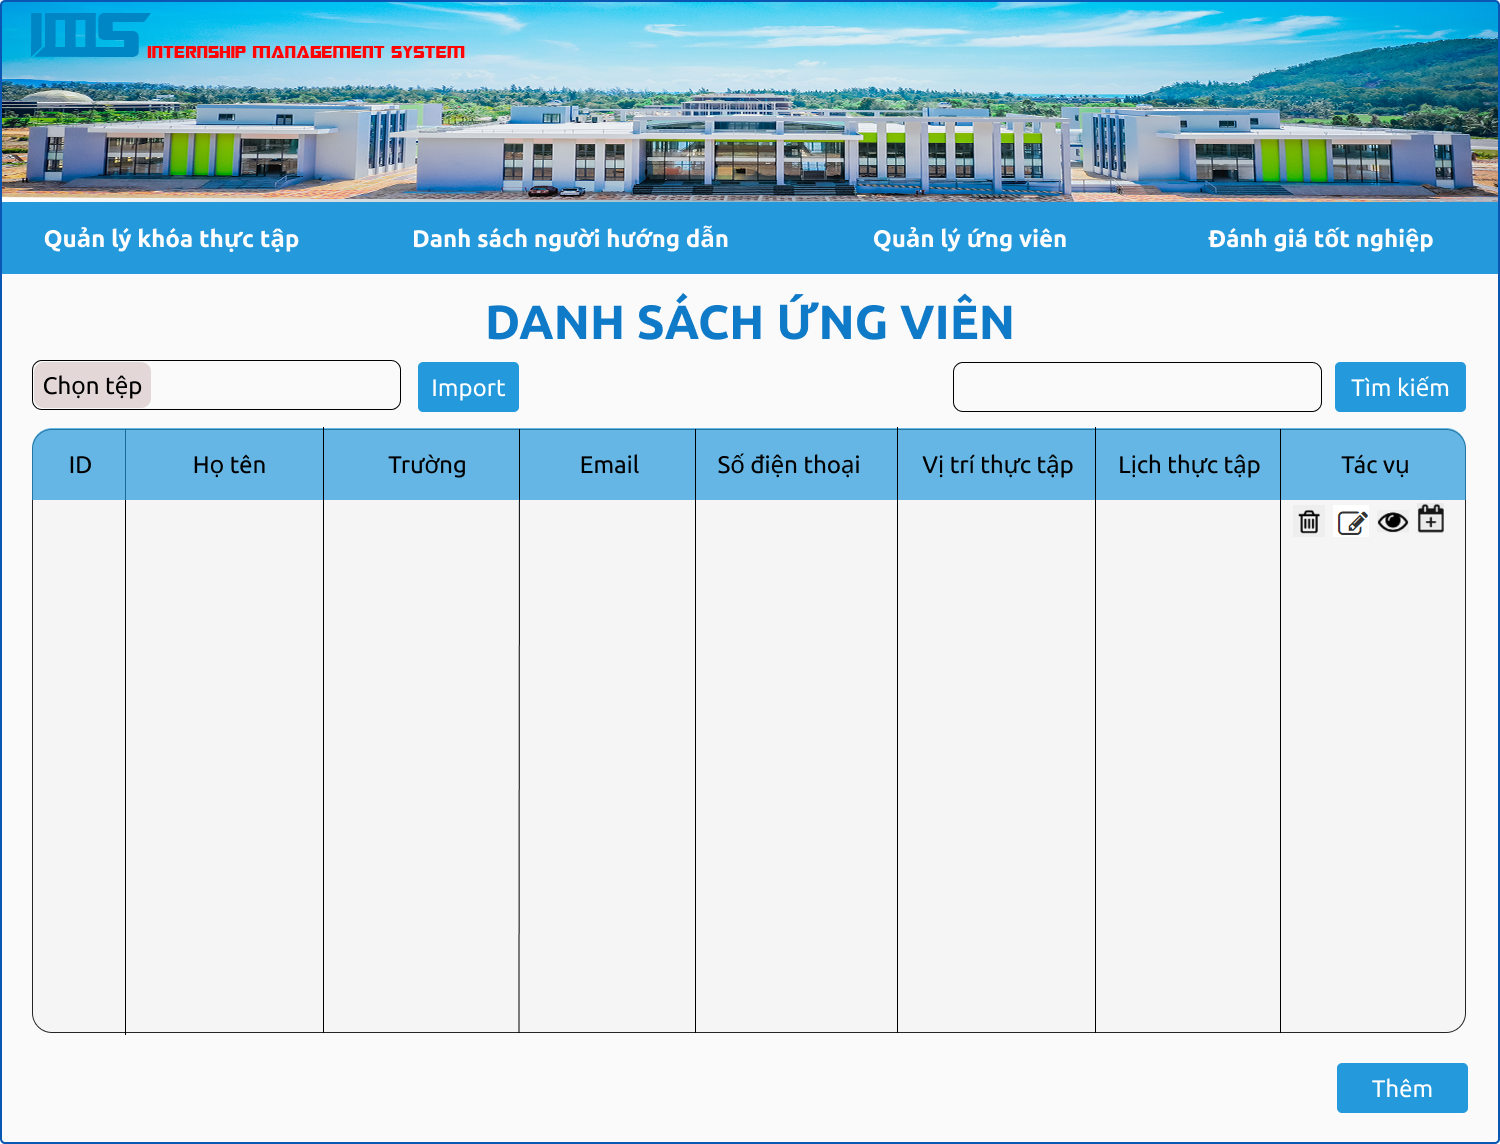 IMS INTERNSHIP MANAGEMENT SYSTEM
Quản lý khóa thực tập Danh sách người hướng dẫn Quản lý ứng viên Đánh giá tốt nghiệp
DANH SÁCH ỨNG VIÊN
Chọn tệp Import Tìm kiếm
ID Họ tên Trường Email Số điện thoại Vị trí thực tập Lịch thực tập Tác vụ
Thêm